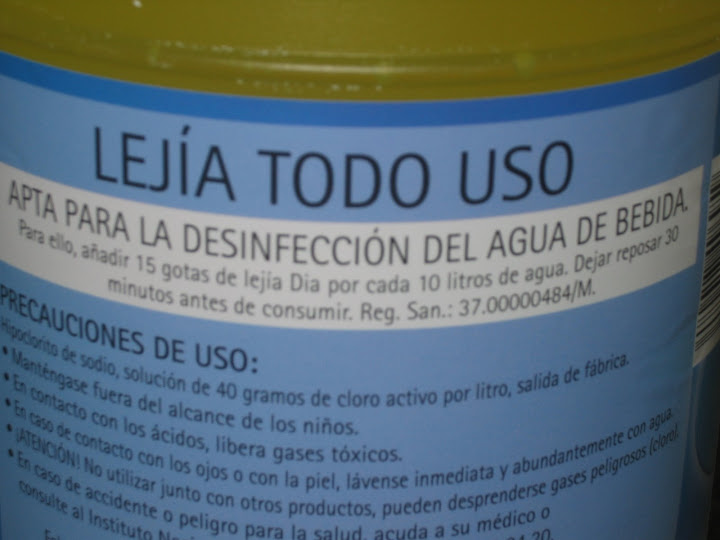 LEJÍA TODO USO
APTA PARA LA DESINFECCIÓN DEL AGUA DE BEBIDA.
Para ello, añadir 15 gotas de lejía Dia por cada 10 litros de agua. Dejar reposar 30
minutos antes de consumir. Reg. San.: 37.00000484/M.
PRECAUCIONES DE USO:
Hipoclorito de sodio, solución de 40 gramos de cloro activo por litro, salida de fábrica.
• Manténgase fuera del alcance de los niños.
• En contacto con los ácidos, libera gases tóxicos.
• En caso de contacto con los ojos o con la piel, lávense inmediata y abundantemente con agua.
• ¡ATENCIÓN! No utilizar junto con otros productos, pueden desprenderse gases peligrosos (cloro).
• En caso de accidente o peligro para la salud, acuda a su médico o
consulte al Instituto